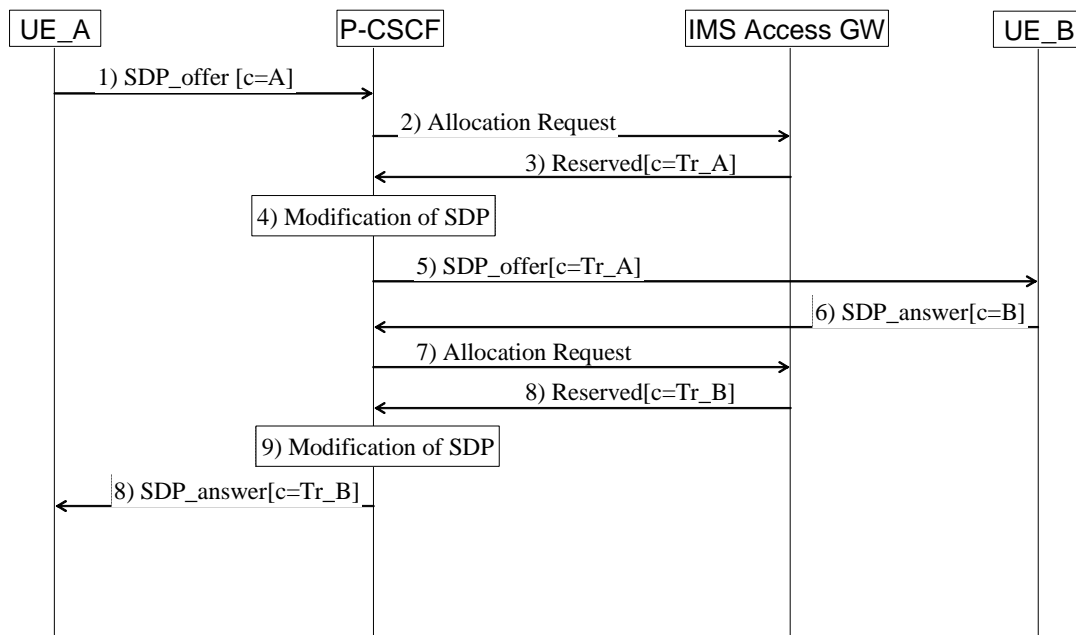 UE_A
P-CSCF
IMS Access GW
UE_B
1) SDP_offer [c=A]
2) Allocation Request
3) Reserved[c=Tr_A]
4) Modification of SDP
5) SDP_offer[c=Tr_A]
6) SDP_answer[c=B]
7) Allocation Request
8) Reserved[c=Tr_B]
9) Modification of SDP
8) SDP_answer[c=Tr_B]